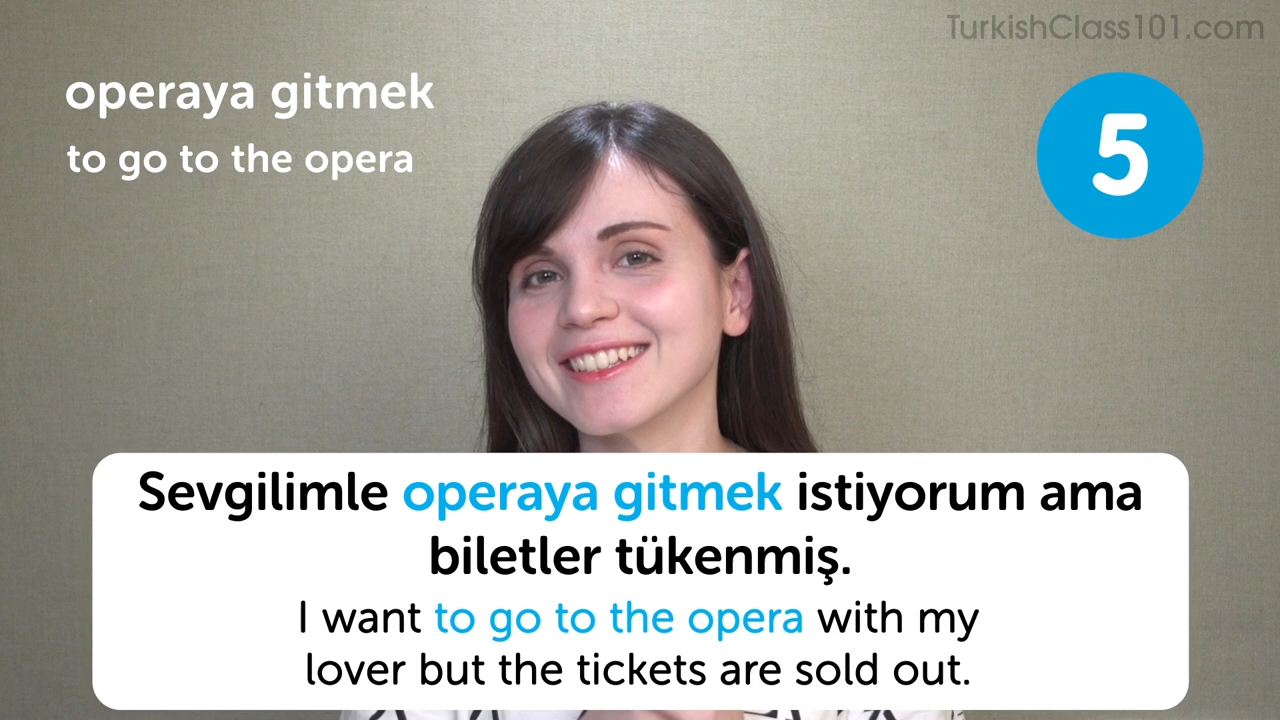 TurkishClass101.com
operaya gitmek
to go to the opera
5
Sevgilimle operaya gitmek istiyorum ama
biletler tükenmiş.
I want to go to the opera with my
lover but the tickets are sold out.